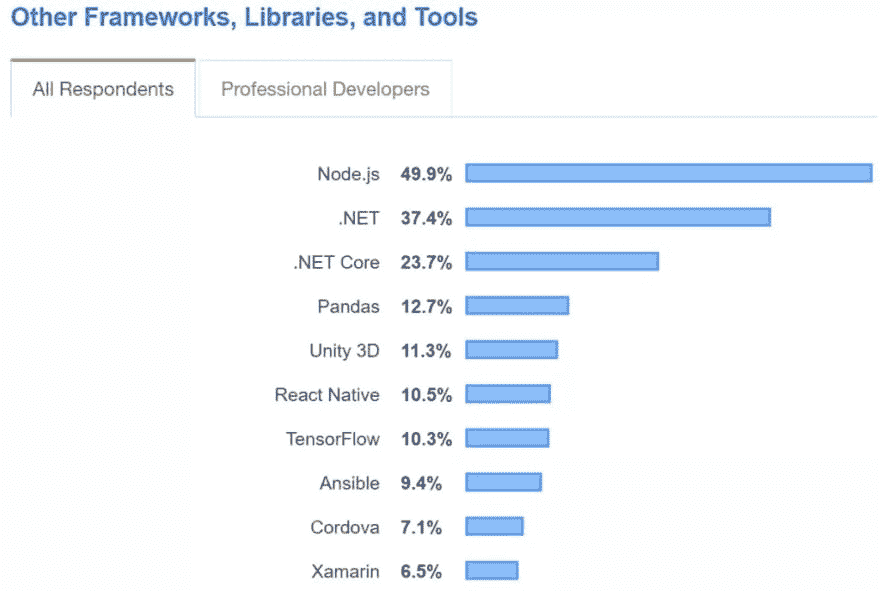 Other Frameworks, Libraries, and Tools
All Respondents Professional Developers
Node.js 49.9%
.NET 37.4%
.NET Core 23.7%
Pandas 12.7%
Unity 3D 11.3%
React Native 10.5%
TensorFlow 10.3%
Ansible 9.4%
Cordova 7.1%
Xamarin 6.5%